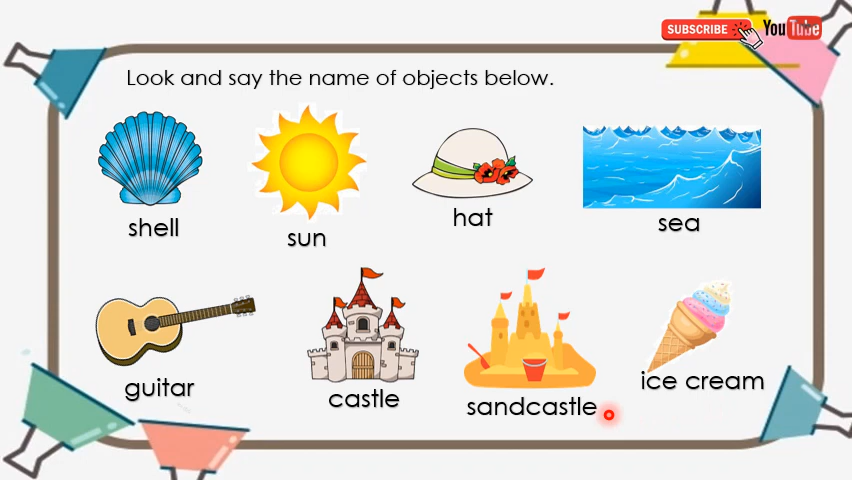 SUBSCRIBE YouTube
Look and say the name of objects below.
shell sun hat sea
guitar castle sandcastle ice cream